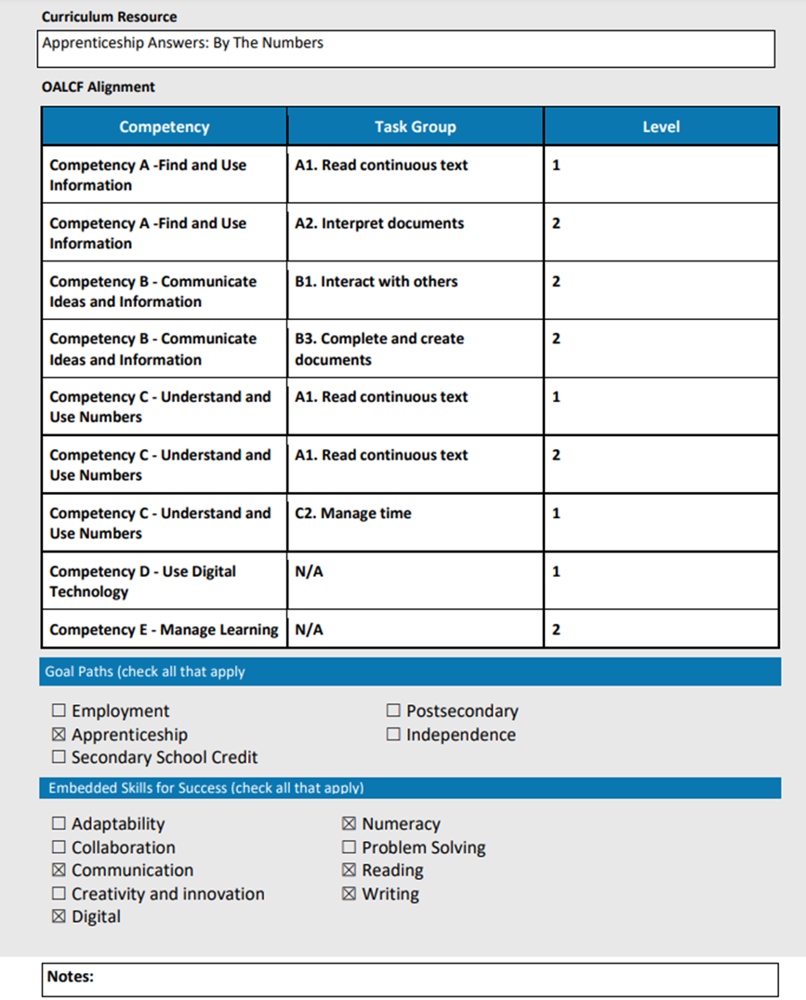 Curriculum Resource
Apprenticeship Answers: By The Numbers
OALCF Alignment
Competency Task Group Level
Competency A -Find and Use A1. Read continuous text 1
Information
Competency A -Find and Use A2. Interpret documents 2
Information
Competency B - Communicate B1. Interact with others 2
Ideas and Information
Competency B - Communicate B3. Complete and create 2
Ideas and Information documents
Competency C - Understand and A1. Read continuous text 1
Use Numbers
Competency C - Understand and A1. Read continuous text 2
Use Numbers
Competency C - Understand and C2. Manage time 1
Use Numbers
Competency D - Use Digital N/A 1
Technology
Competency E - Manage Learning N/A 2
Goal Paths (check all that apply
☐ Employment ☐ Postsecondary
☒ Apprenticeship ☐ Independence
☐ Secondary School Credit
Embedded Skills for Success (check all that apply)
☐ Adaptability ☒ Numeracy
☐ Collaboration ☐ Problem Solving
☒ Communication ☒ Reading
☐ Creativity and innovation ☒ Writing
☒ Digital
Notes: